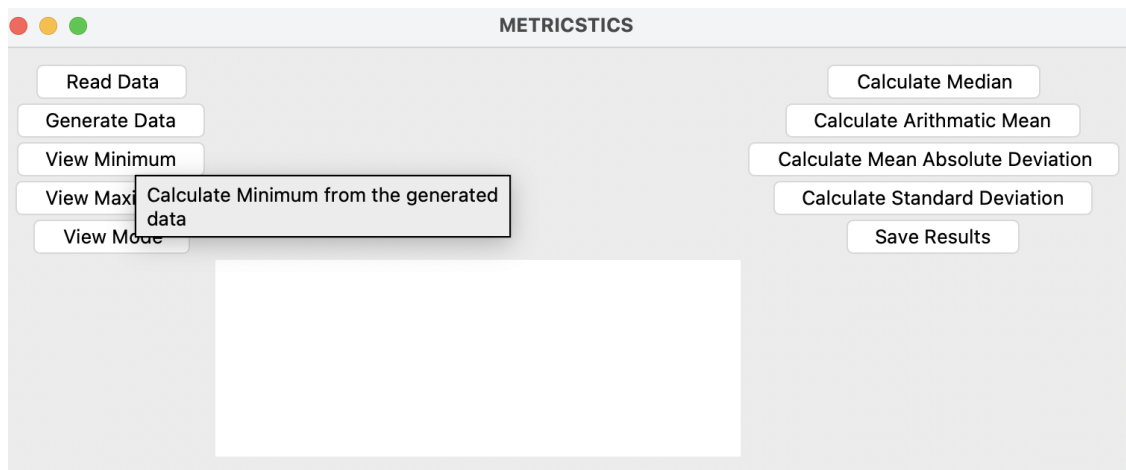 METRICSTICS
Read Data
Generate Data
View Minimum
View Maxi
View Mode
Calculate Minimum from the generated
data
Calculate Median
Calculate Arithmatic Mean
Calculate Mean Absolute Deviation
Calculate Standard Deviation
Save Results